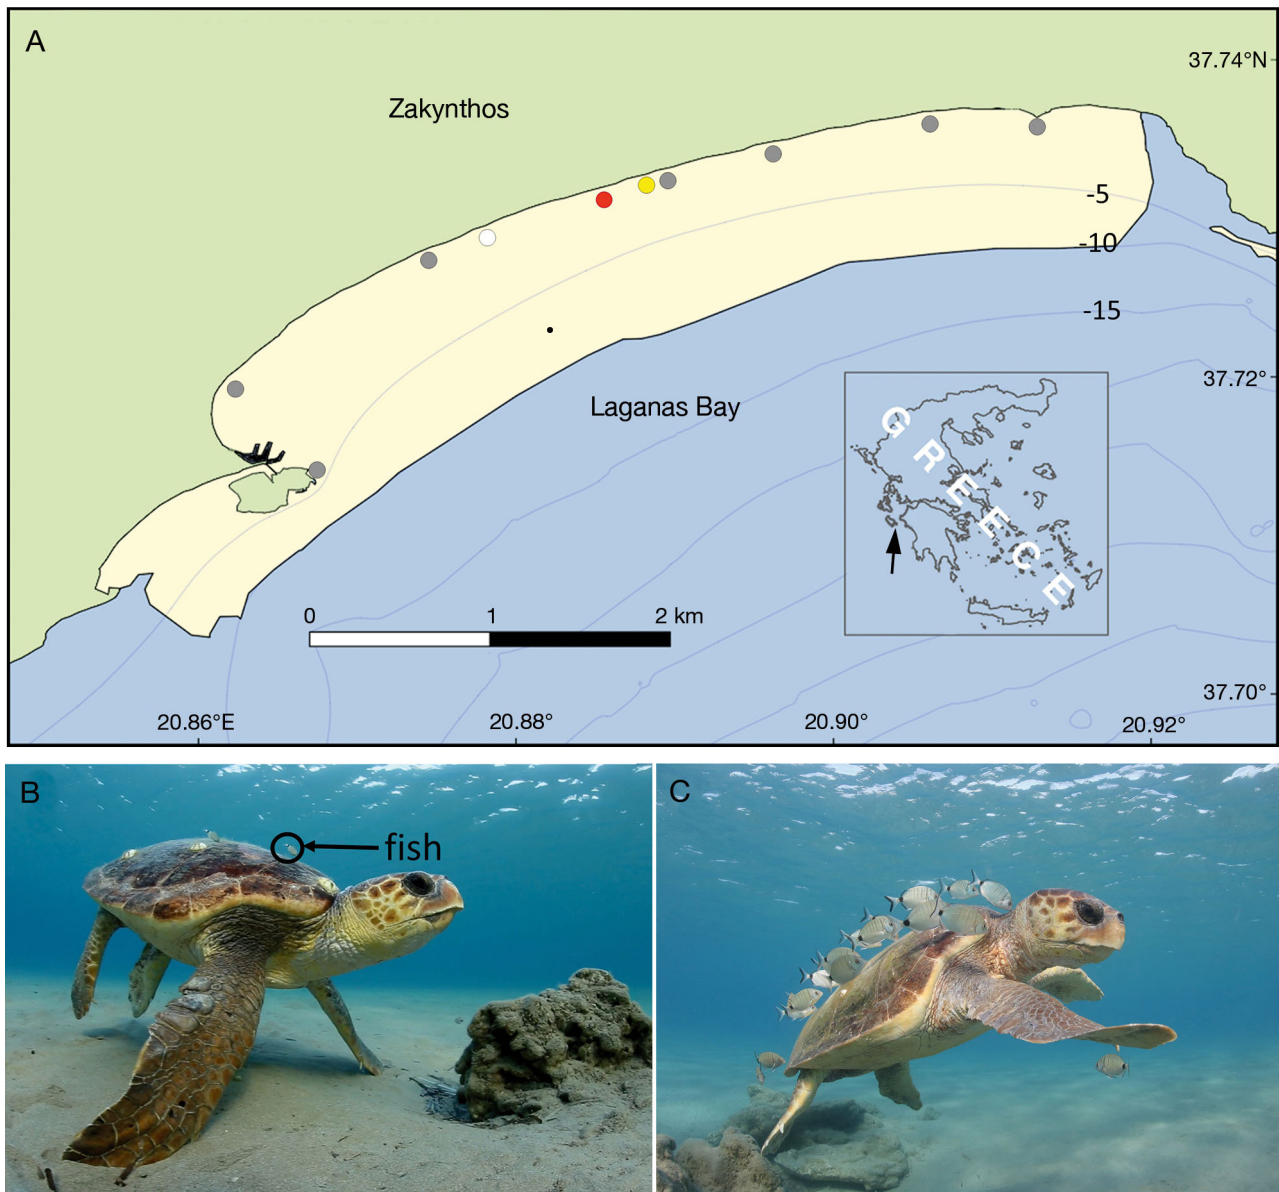 A
37.74°N
Zakynthos
-5
-10
-15
37.72°
Laganas Bay
GREECE
0 1 2 km
37.70°
20.86°E 20.88° 20.90° 20.92°
B
fish
C